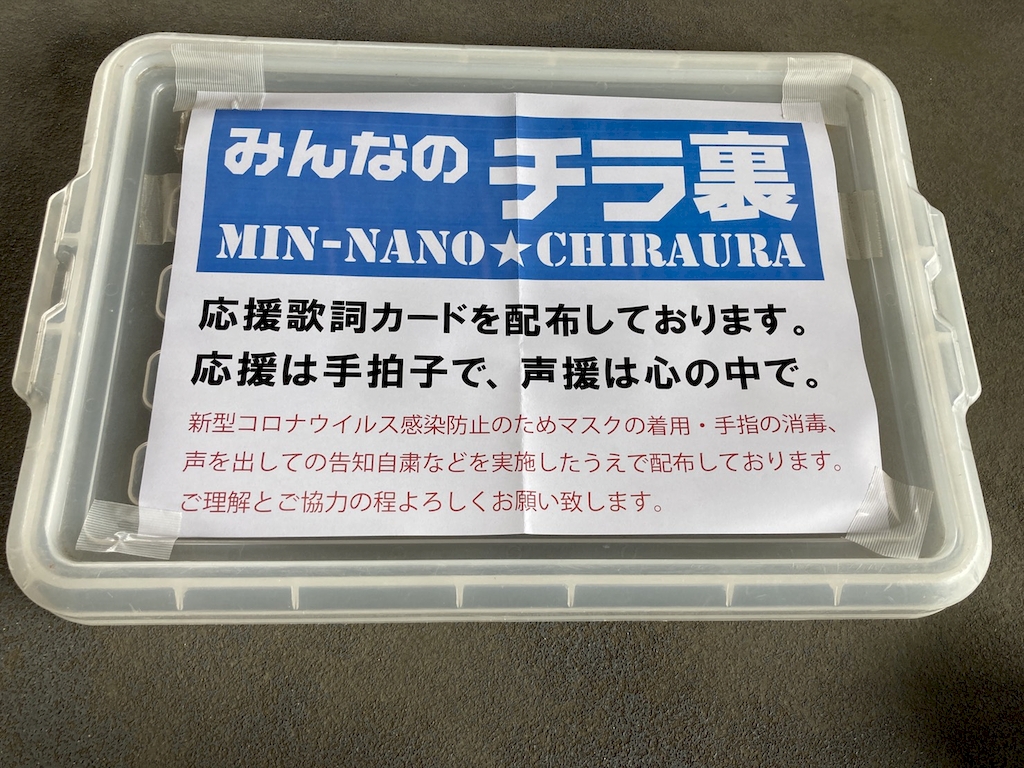 みんなのチラ裏
MIN-NANO★CHIRAURA
応援歌詞カードを配布しております。
応援は手拍子で、声援は心の中で。
新型コロナウイルス感染防止のためマスクの着用・手指の消毒、
声を出しての告知自粛などを実施したうえで配布しております。
ご理解とご協力の程よろしくお願い致します。